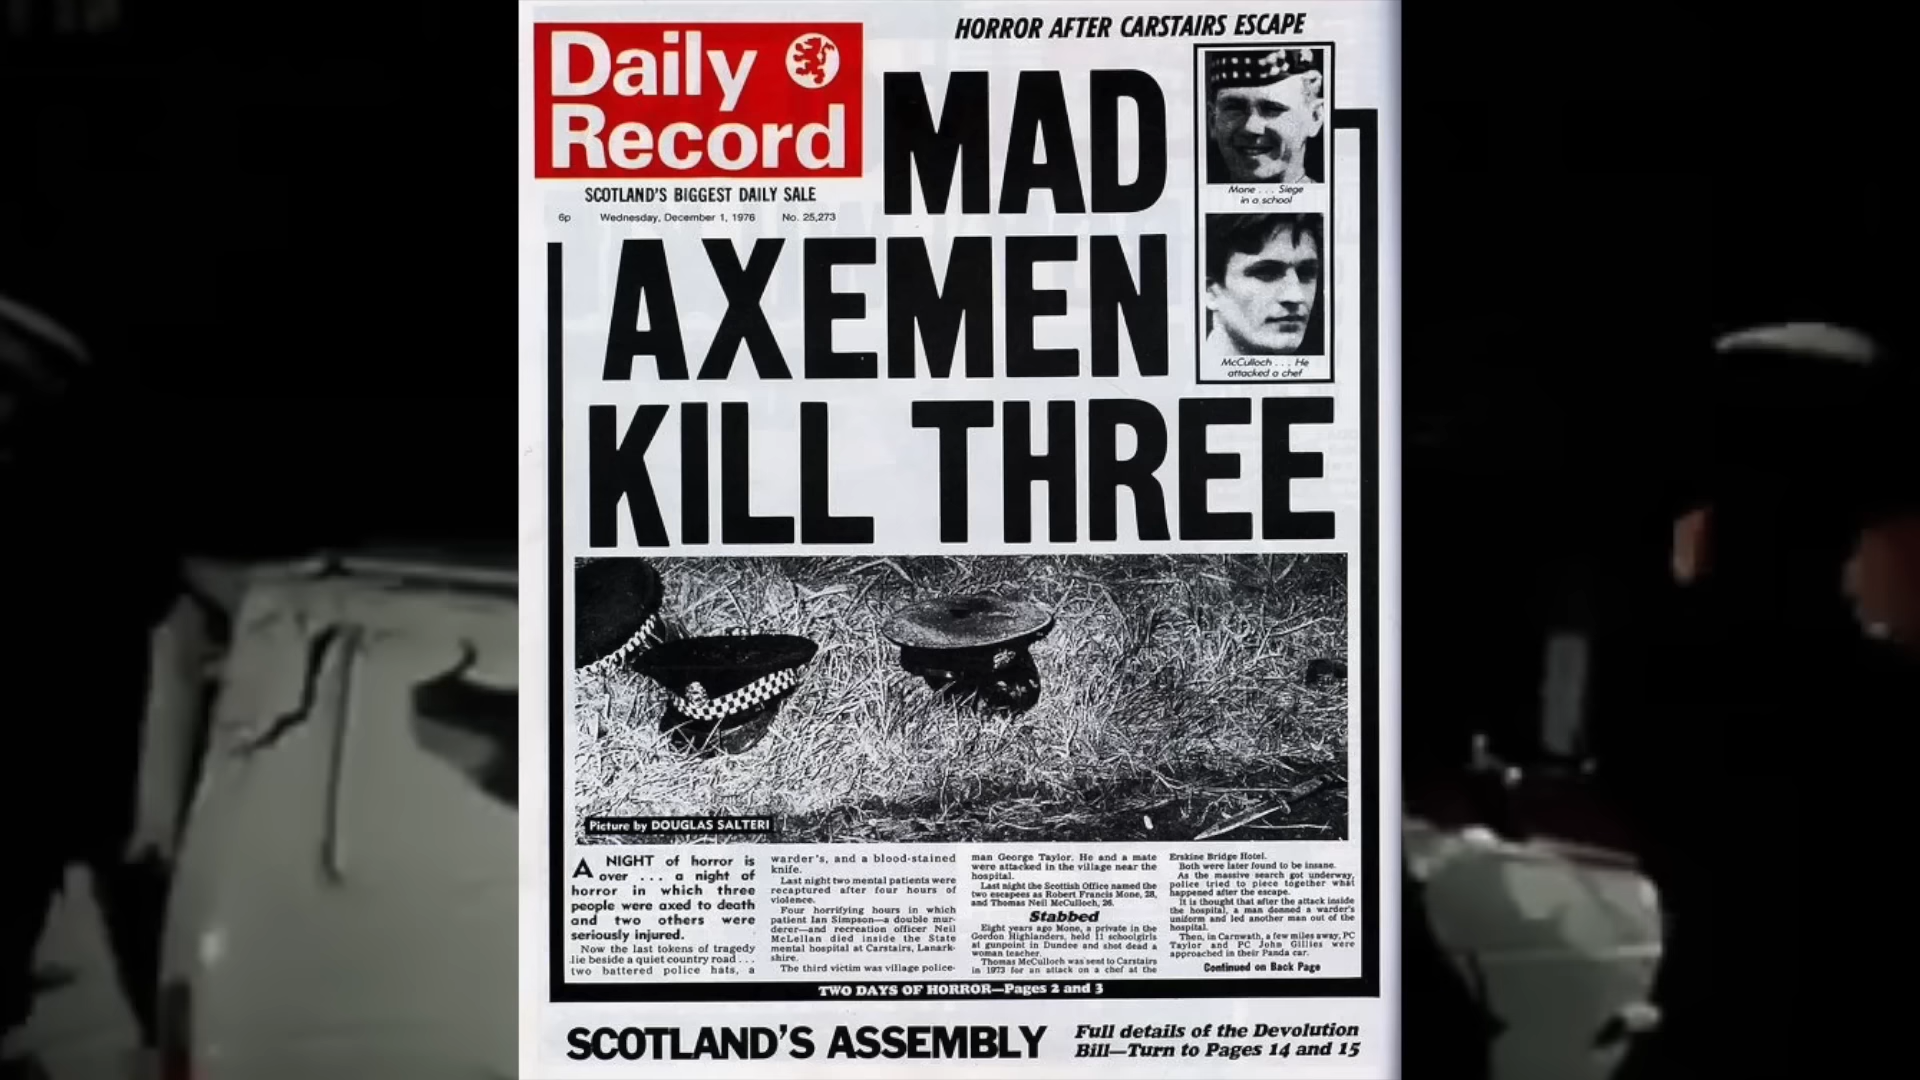 HORROR AFTER CARSTAIRS ESCAPE
Daily
Record
SCOTLAND'S BIGGEST DAILY SALE
6p Wednesday, December 1, 1976 No. 25,273
MAD
AXEMEN
KILL THREE
Mone . . . Siege
in a school
McCulloch . . . He
attacked a chef
Picture by DOUGLAS SALTERI
A NIGHT of horror is
over . . . a night of
horror in which three
people were axed to death
and two others were
seriously injured.
Now the last tokens of tragedy
lie beside a quiet country road . . .
two battered police hats, a
warder's, and a blood-stained
knife.
Last night two mental patients were
recaptured after four hours of
violence.
Four horrifying hours in which
patient Ian Simpson—a double mur-
derer—and recreation officer Neil
McLellan died inside the State
mental hospital at Carstairs, Lanark-
shire.
The third victim was village police-
man George Taylor. He and a mate
were attacked in the village near the
hospital.
Last night the Scottish Office named the
two escapees as Robert Francis Mone, 28,
and Thomas Neil McCulloch, 26.
Stabbed
Eight years ago Mone, a private in the
Gordon Highlanders, held 11 schoolgirls
at gunpoint in Dundee and shot dead a
woman teacher.
Thomas McCulloch was sent to Carstairs
in 1973 for an attack on a chef at the
Erskine Bridge Hotel.
Both were later found to be insane.
As the massive search got underway,
police tried to piece together what
happened after the escape.
It is thought that after the attack inside
the hospital, a man donned a warder's
uniform and led another man out of the
hospital.
Then, in Carnwath, a few miles away, PC
Taylor and PC John Gillies were
approached in their Panda car.
Continued on Back Page
TWO DAYS OF HORROR—Pages 2 and 3
SCOTLAND'S ASSEMBLY
Full details of the Devolution
Bill—Turn to Pages 14 and 15